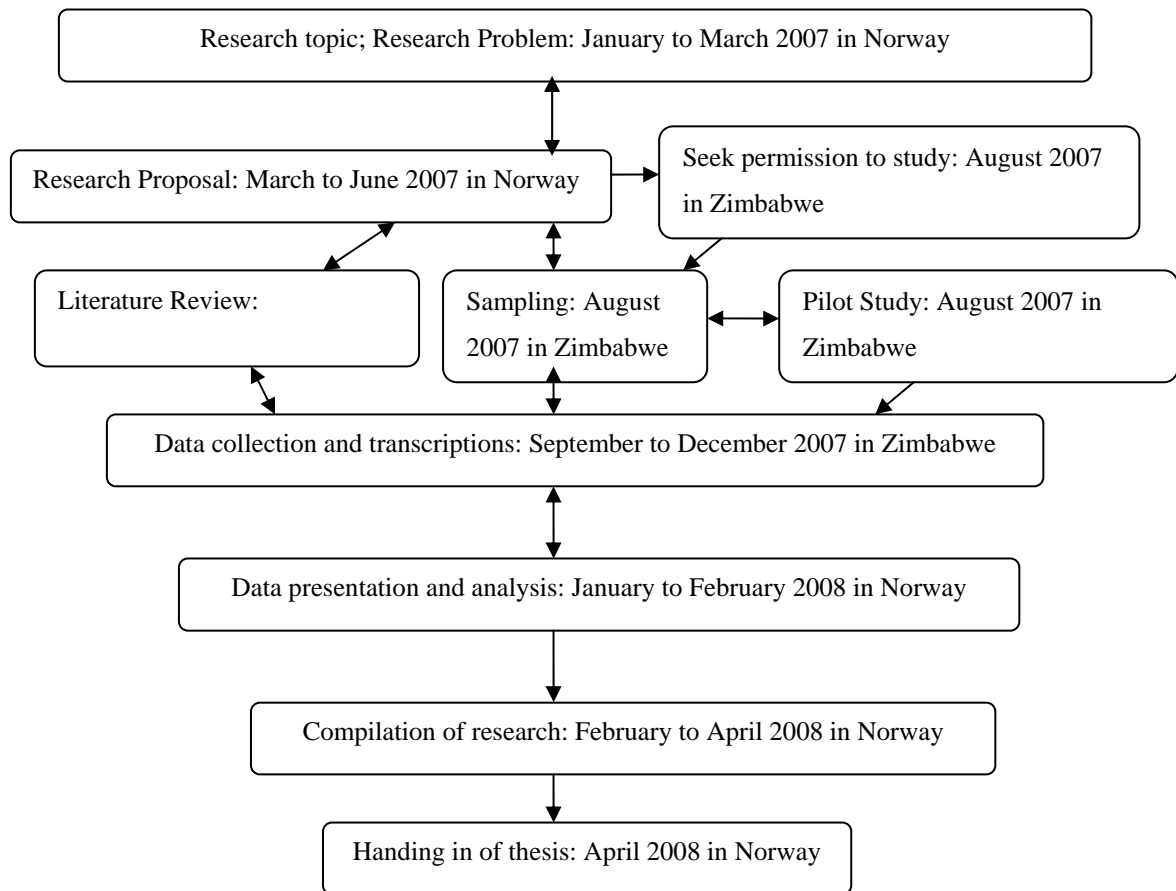 Research topic; Research Problem: January to March 2007 in Norway
Research Proposal: March to June 2007 in Norway
Seek permission to study: August 2007
in Zimbabwe
Literature Review:
Sampling: August
2007 in Zimbabwe
Pilot Study: August 2007 in
Zimbabwe
Data collection and transcriptions: September to December 2007 in Zimbabwe
Data presentation and analysis: January to February 2008 in Norway
Compilation of research: February to April 2008 in Norway
Handing in of thesis: April 2008 in Norway